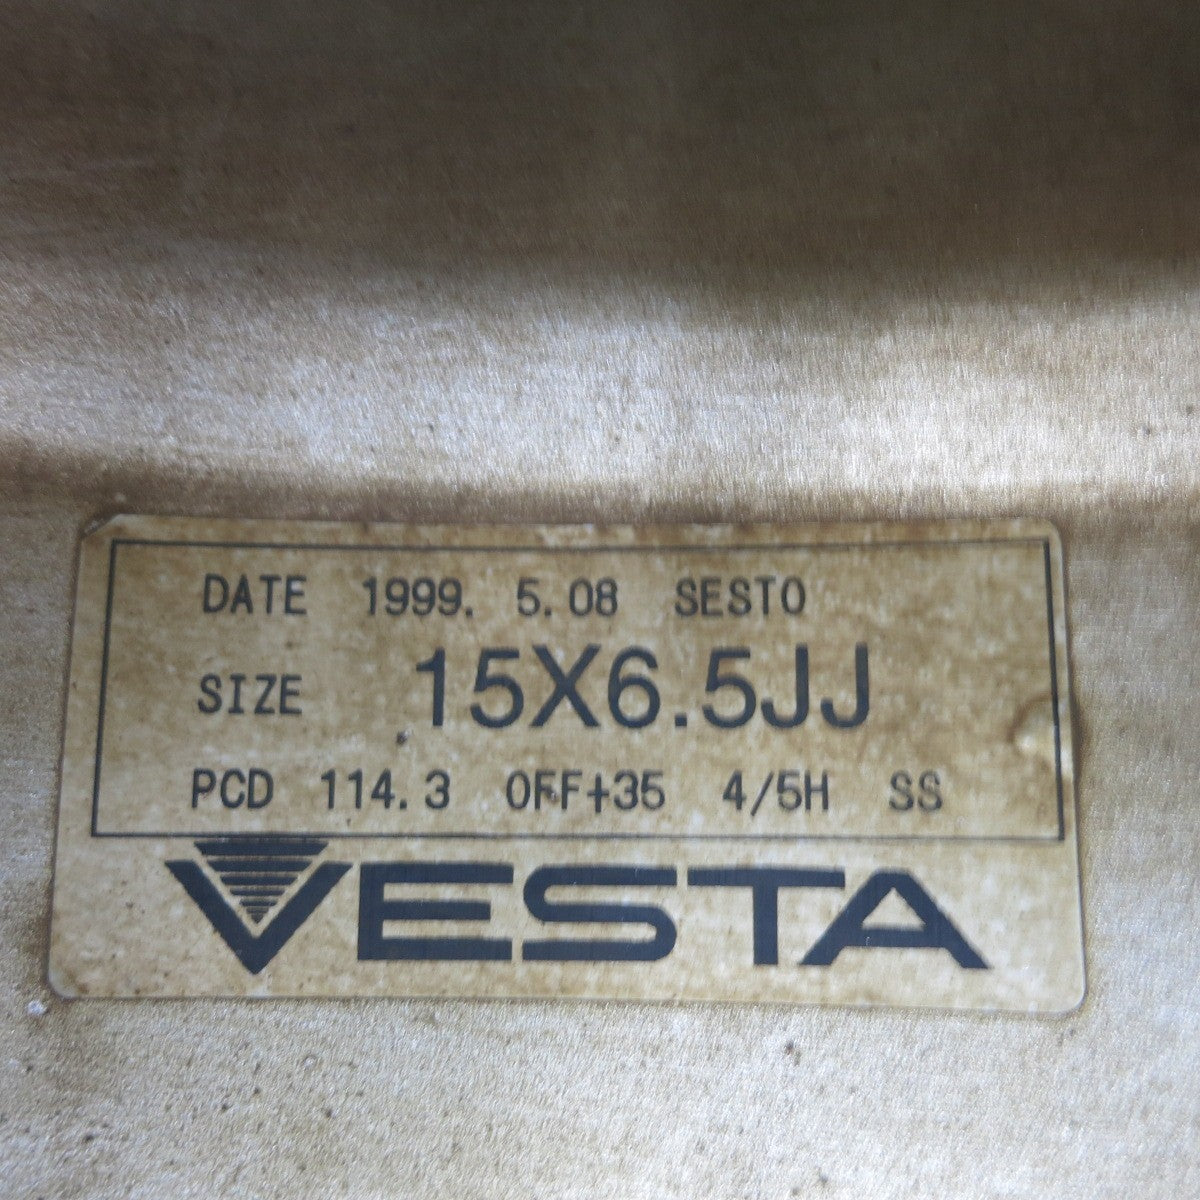 DATE 1999. 5.08 SESTO
SIZE 15X6.5JJ
PCD 114.3 OFF+35 4/5H SS
VESTA